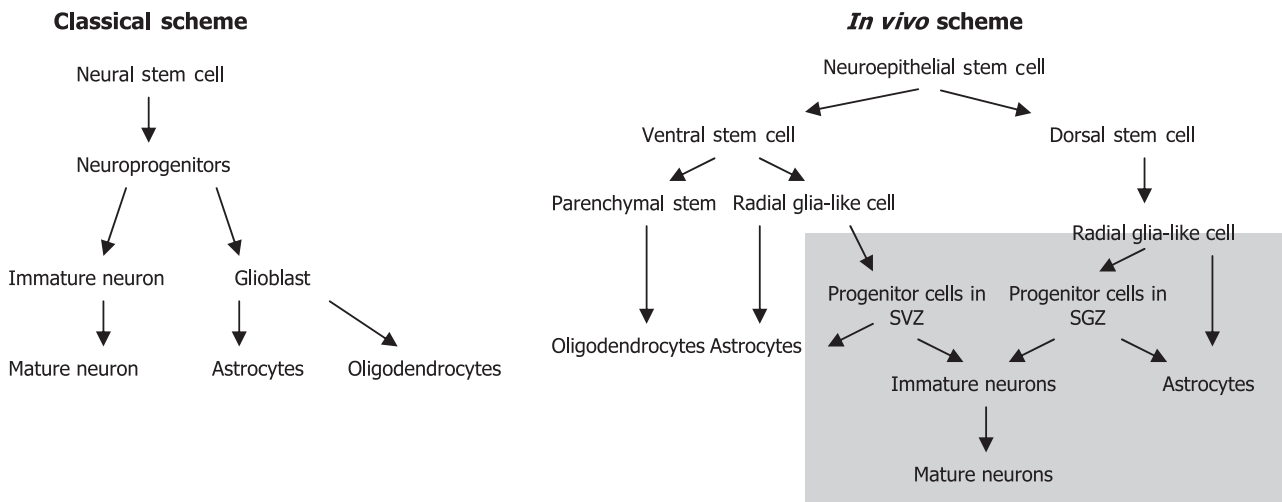 Classical scheme
Neural stem cell
Neuroprogenitors
Immature neuron
Glioblast
Mature neuron
Astrocytes
Oligodendrocytes
In vivo scheme
Neuroepithelial stem cell
Ventral stem cell
Dorsal stem cell
Parenchymal stem
Radial glia-like cell
Radial glia-like cell
Progenitor cells in
SVZ
Progenitor cells in
SGZ
Oligodendrocytes
Astrocytes
Immature neurons
Astrocytes
Mature neurons